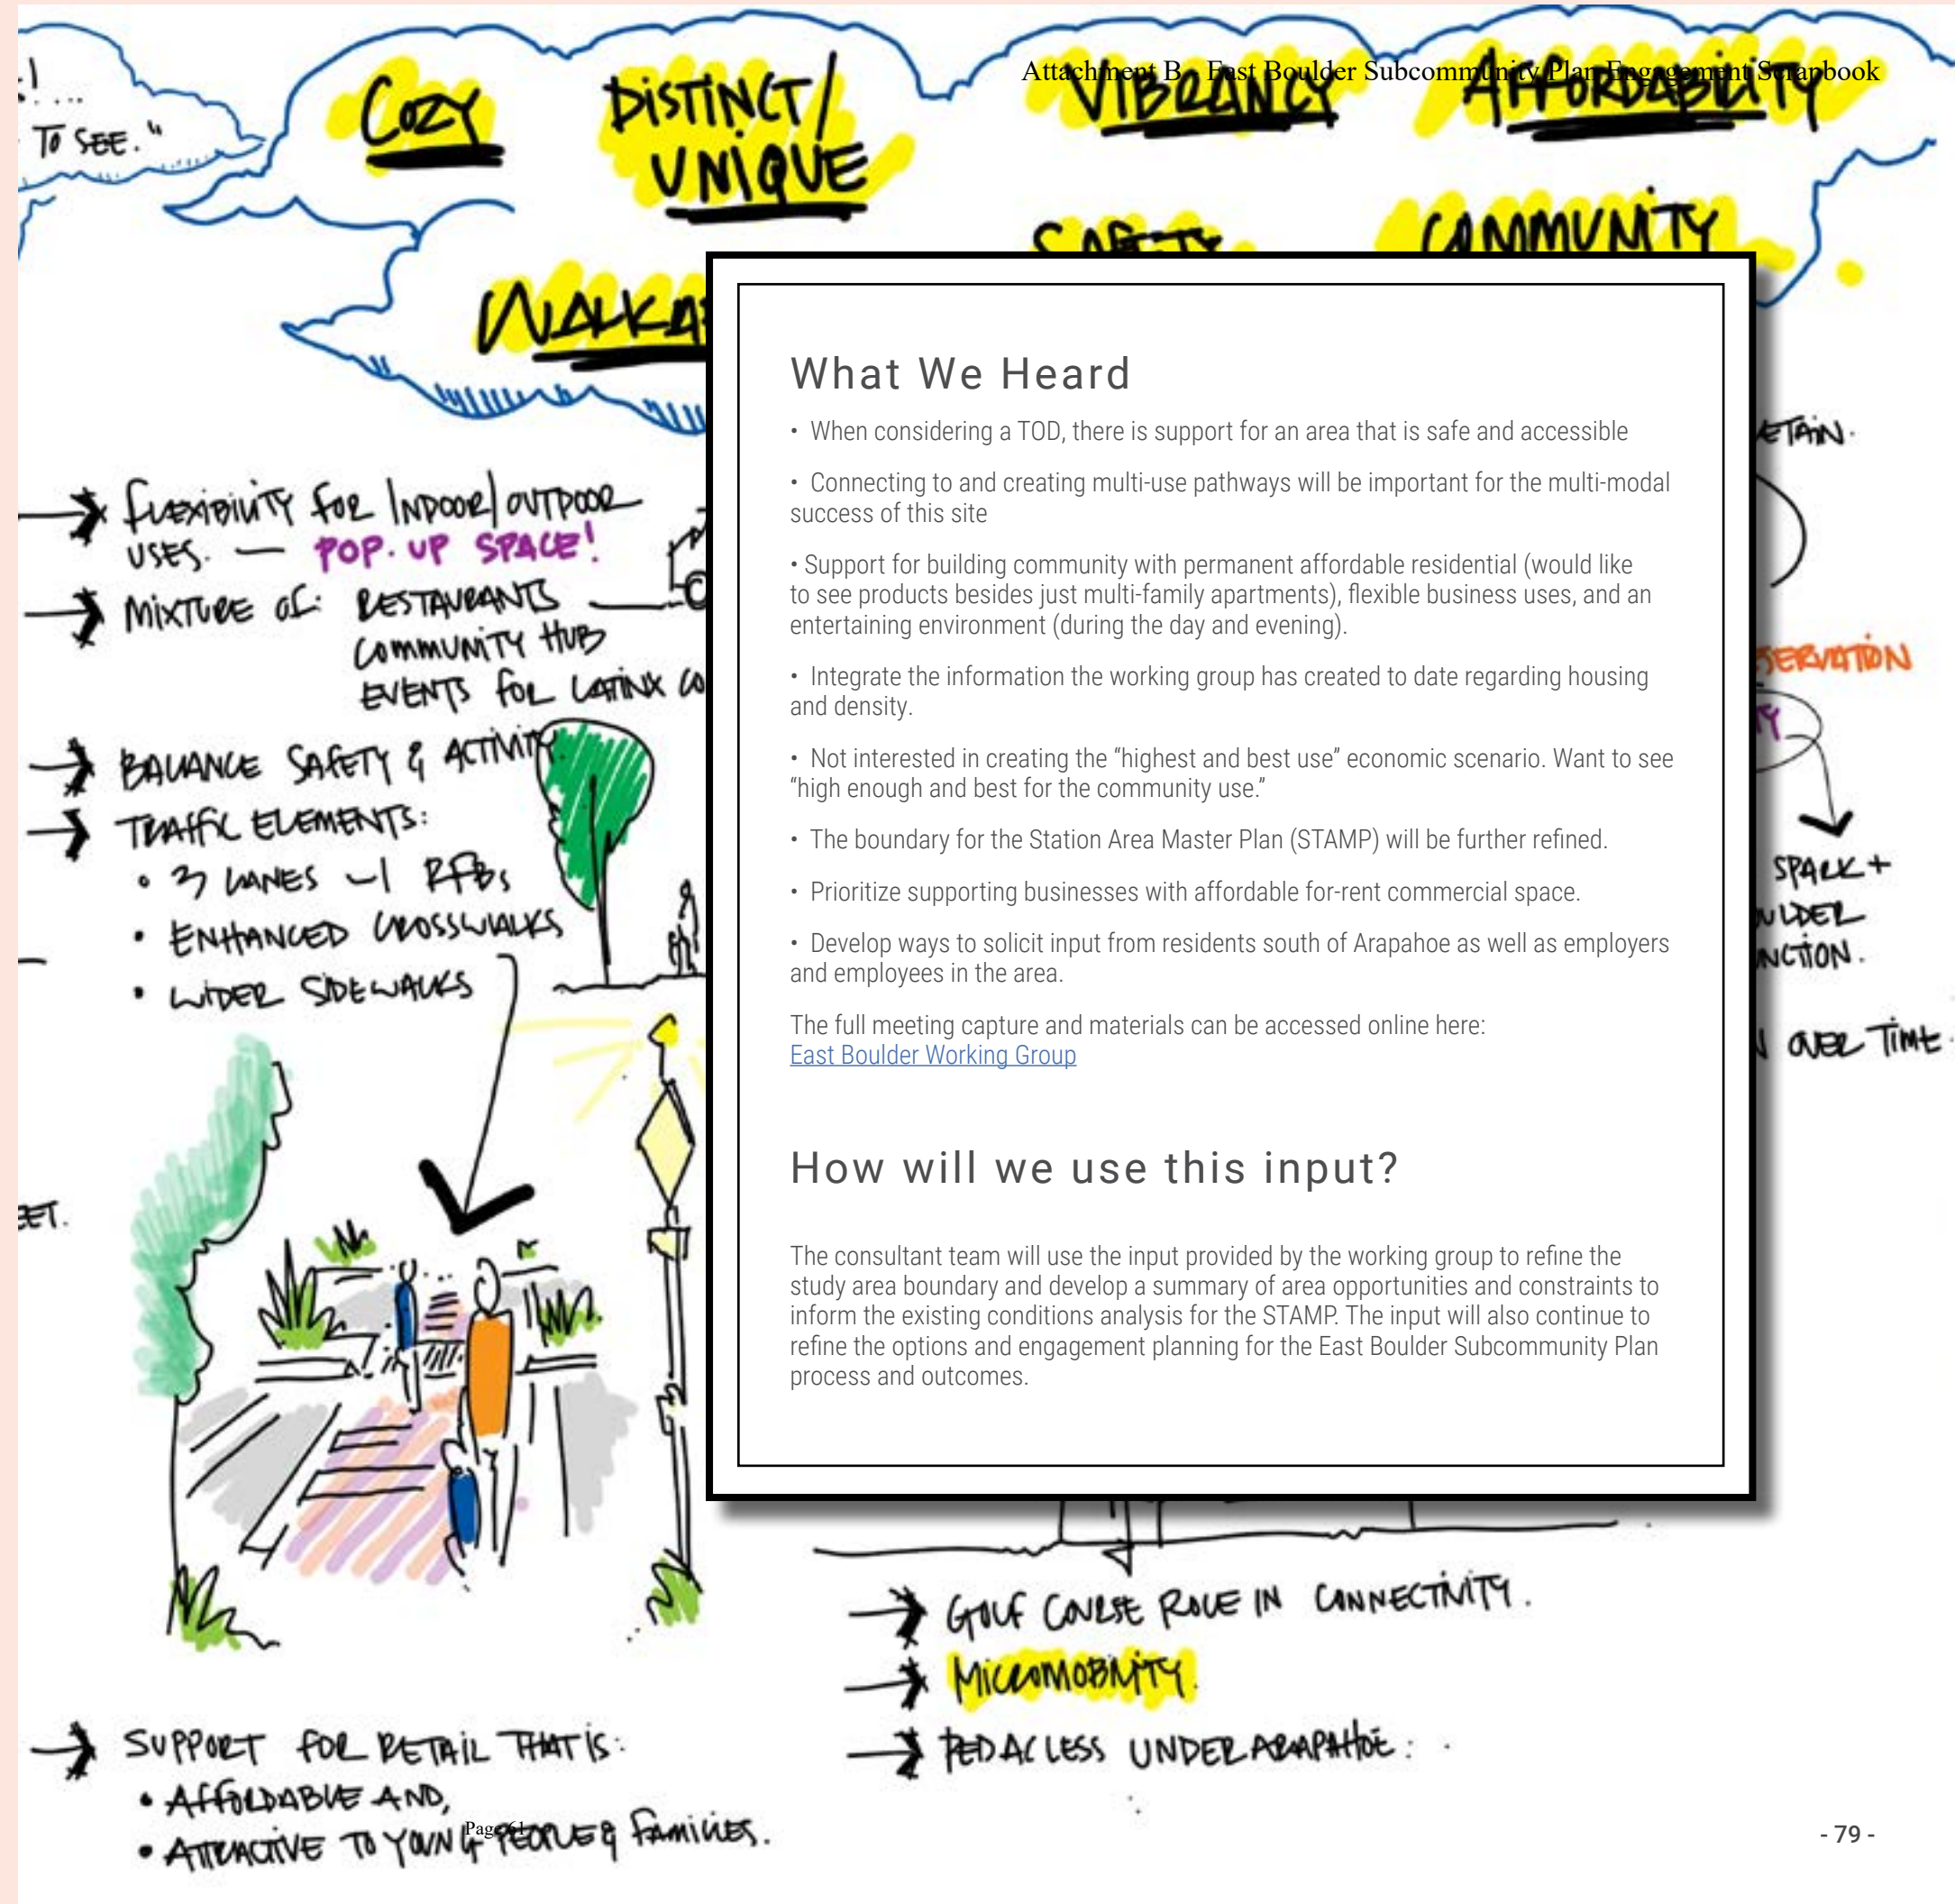 Attachment B - East Boulder Subcommunity Plan Engagement Scrapbook
TO SEE."
COZY
DISTINCT/
UNIQUE
VIBRANCY
AFFORDABILITY
SAFETY
COMMUNITY
What We Heard
• When considering a TOD, there is support for an area that is safe and accessible
• Connecting to and creating multi-use pathways will be important for the multi-modal
success of this site
• Support for building community with permanent affordable residential (would like
to see products besides just multi-family apartments), flexible business uses, and an
entertaining environment (during the day and evening).
• Integrate the information the working group has created to date regarding housing
and density.
• Not interested in creating the "highest and best use" economic scenario. Want to see
"high enough and best for the community use."
• The boundary for the Station Area Master Plan (STAMP) will be further refined.
• Prioritize supporting businesses with affordable for-rent commercial space.
• Develop ways to solicit input from residents south of Arapahoe as well as employers
and employees in the area.
The full meeting capture and materials can be accessed online here:
East Boulder Working Group
How will we use this input?
The consultant team will use the input provided by the working group to refine the
study area boundary and develop a summary of area opportunities and constraints to
inform the existing conditions analysis for the STAMP. The input will also continue to
refine the options and engagement planning for the East Boulder Subcommunity Plan
process and outcomes.
→ FLEXIBILITY FOR INDOOR/OUTDOOR
USES. — POP-UP SPACE!
→ MIXTURE OF: RESTAURANTS
COMMUNITY HUB
EVENTS FOR LATINX CO
→ BALANCE SAFETY & ACTIVITY.
→ TRAFFIC ELEMENTS:
• 3 LANES
• ENHANCED CROSSWALKS
• WIDER SIDEWALKS
SPARK +
OVER TIME.
→ SUPPORT FOR RETAIL THAT IS:
• AFFORDABLE AND,
• ATTRACTIVE TO YOUNG PEOPLE & FAMILIES.
→ GOLF COURSE ROLE IN CONNECTIVITY.
→ MICROMOBILITY.
→ PED ACCESS UNDER ARAPAHOE.
Page 61
- 79 -